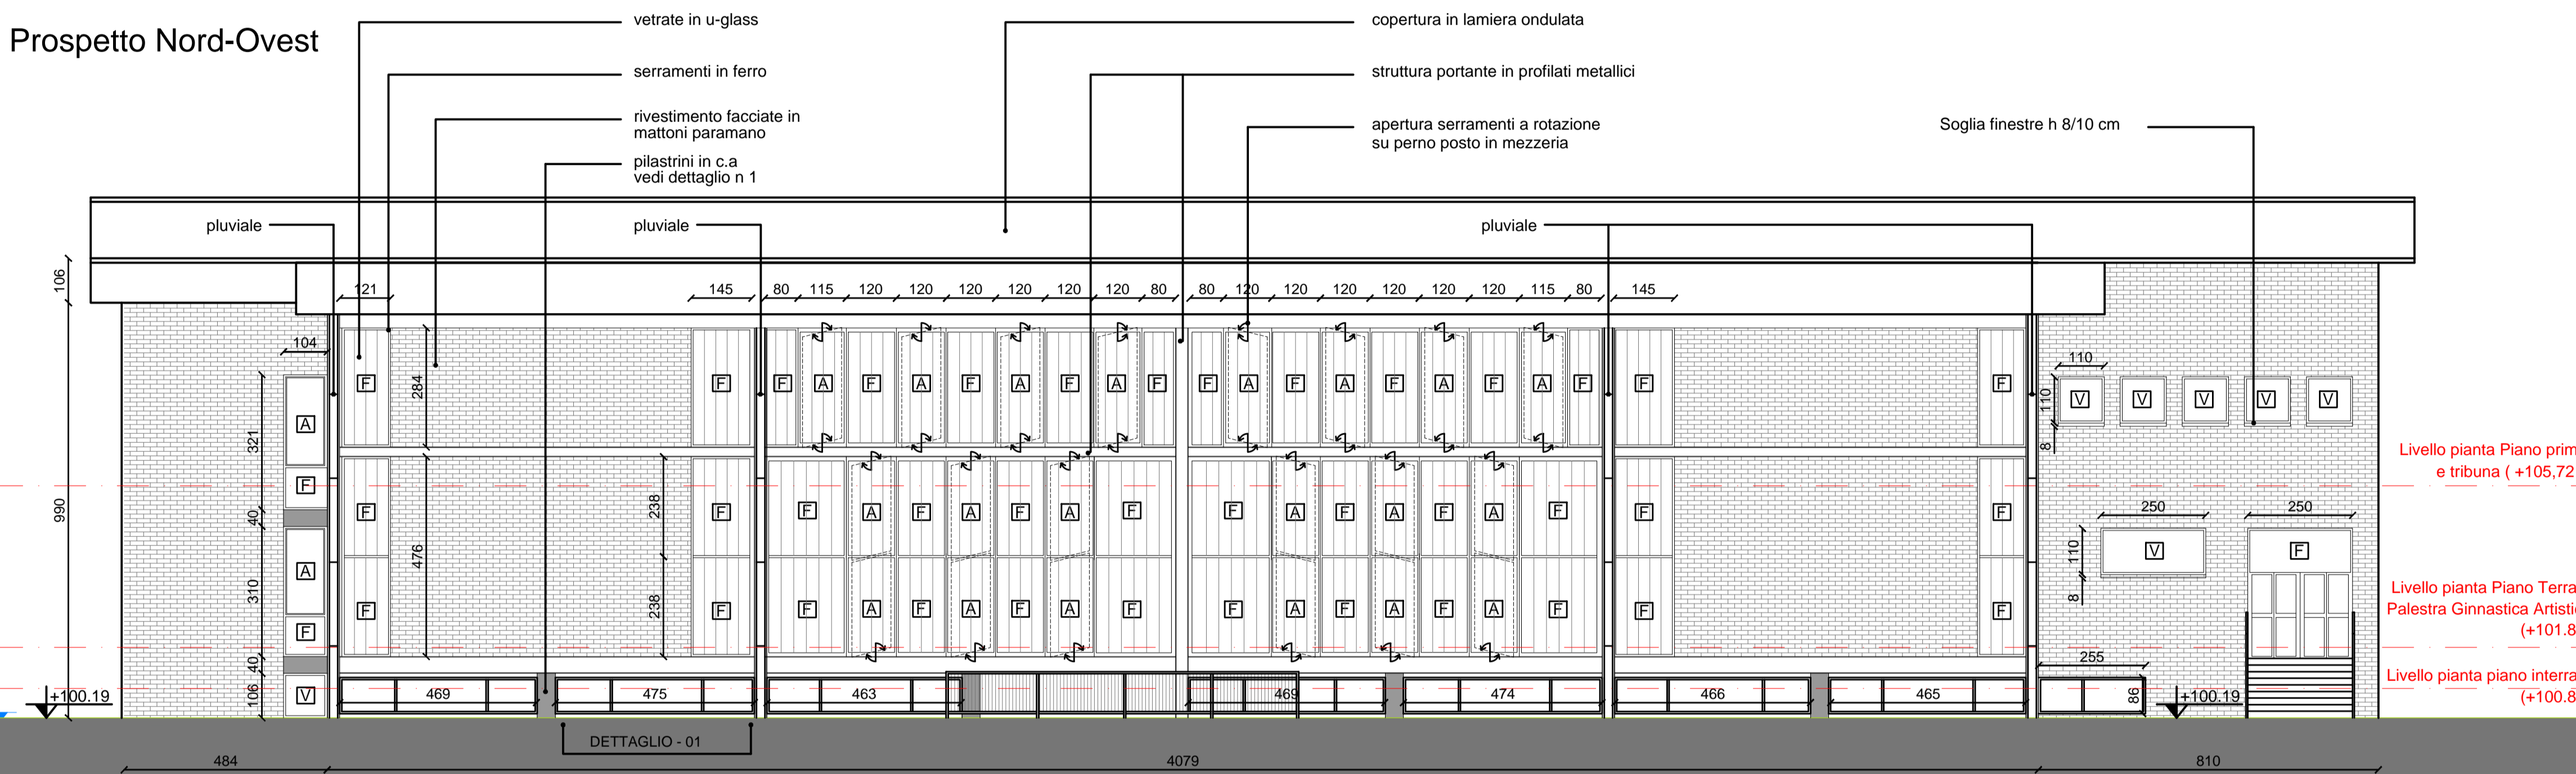 Prospetto Nord-Ovest
vetrate in u-glass
serramenti in ferro
rivestimento facciate in
mattoni paramano
pilastrini in c.a
vedi dettaglio n 1
copertura in lamiera ondulata
struttura portante in profilati metallici
apertura serramenti a rotazione
su perno posto in mezzeria
Soglia finestre h 8/10 cm
pluviale
pluviale
pluviale
106
121
145
80 115 120 120 120 120 120 120 80
80 120 120 120 120 120 120 115 80
145
104
110
284
F F F A F A F A F A F
F A F A F A F A F F F
A
V V V V V
110
8
321
F
990
40
476
238
238
F F F A F A F A F
F A F A F A F F F
250 250
V F
110
8
A
310
F F F A F A F A F
F A F A F A F F F
F
40
106
V
469 475 463 469 474 466 465
255
86
+100.19
+100.19
DETTAGLIO - 01
484 4079 810
Livello pianta Piano prim
e tribuna ( +105,72
Livello pianta Piano Terra
Palestra Ginnastica Artisti
(+101.8
Livello pianta piano interra
(+100.8